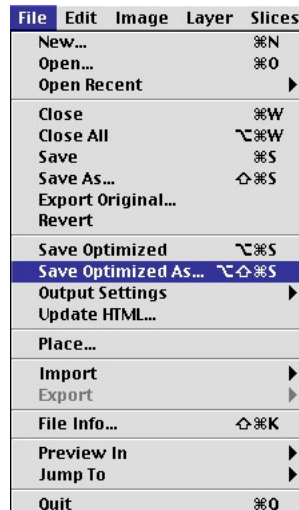 File Edit Image Layer Slices
New... ⌘N
Open... ⌘O
Open Recent
Close ⌘W
Close All ⌥⌘W
Save ⌘S
Save As... ⇧⌘S
Export Original...
Revert
Save Optimized ⌥⌘S
Save Optimized As... ⌥⇧⌘S
Output Settings
Update HTML...
Place...
Import
Export
File Info... ⇧⌘K
Preview In
Jump To
Quit ⌘Q